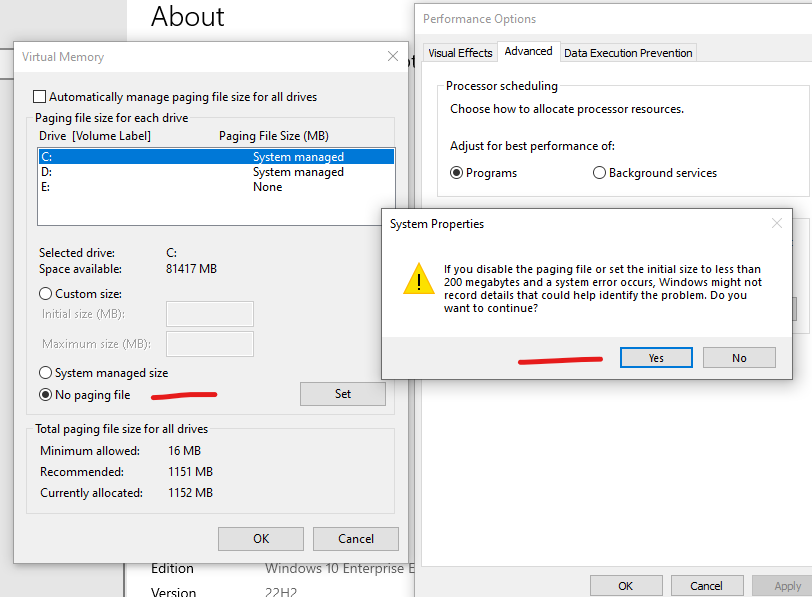 About
Virtual Memory
Automatically manage paging file size for all drives
Paging file size for each drive
Drive [Volume Label] Paging File Size (MB)
C: System managed
D: System managed
E: None
Selected drive: C:
Space available: 81417 MB
Custom size:
Initial size (MB):
Maximum size (MB):
System managed size
No paging file
Set
Total paging file size for all drives
Minimum allowed: 16 MB
Recommended: 1151 MB
Currently allocated: 1152 MB
OK Cancel
Edition Windows 10 Enterprise E
Version 22H2
Performance Options
Visual Effects Advanced Data Execution Prevention
Processor scheduling
Choose how to allocate processor resources.
Adjust for best performance of:
Programs Background services
System Properties
If you disable the paging file or set the initial size to less than
200 megabytes and a system error occurs, Windows might not
record details that could help identify the problem. Do you
want to continue?
Yes No
OK Cancel Apply